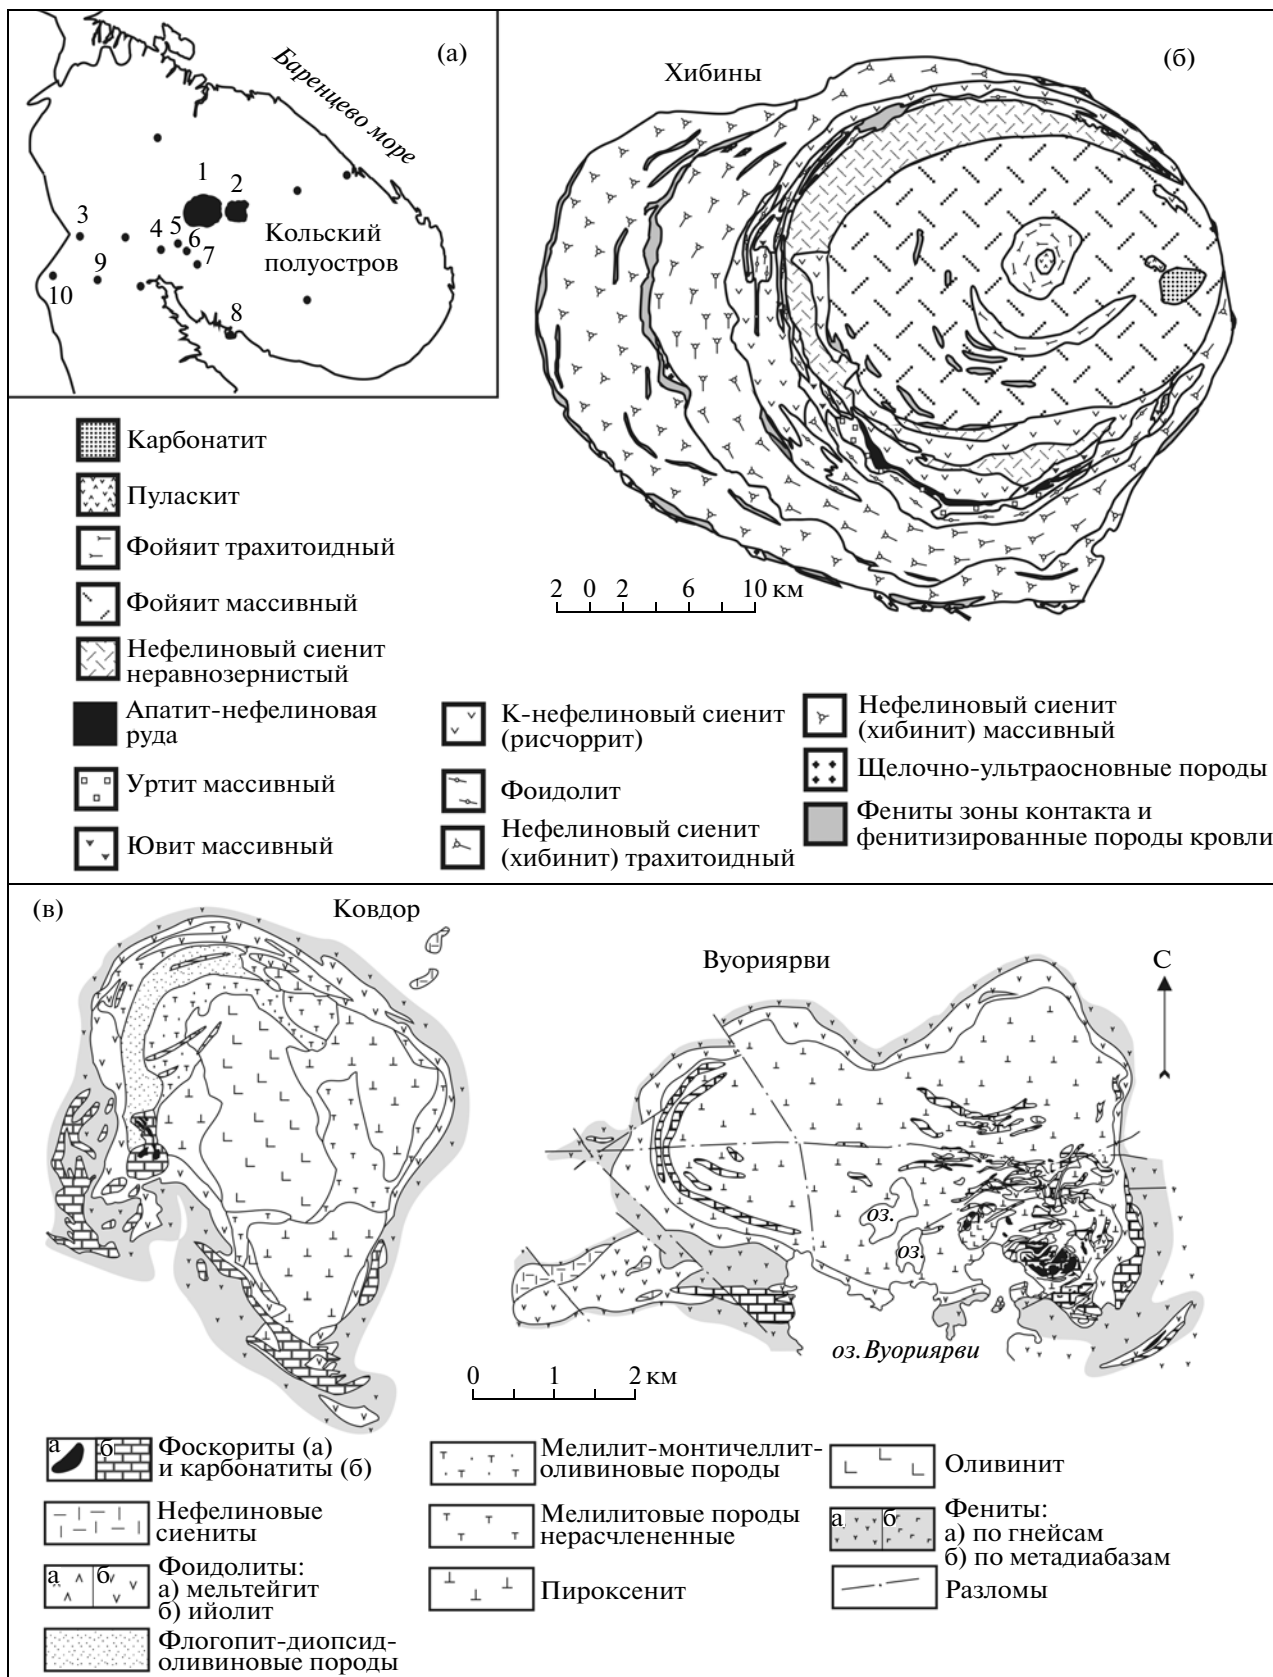 (а)
Баренцево море
1
2
3
4
5
6
7
8
9
10
Кольский
полуостров
Хибины
(б)
2 0 2 6 10 км
Карбонатит
Пуласкит
Фойяит трахитоидный
Фойяит массивный
Нефелиновый сиенит
неравнозернистый
Апатит-нефелиновая
руда
Уртит массивный
Ювит массивный
К-нефелиновый сиенит
(рисчоррит)
Фоидолит
Нефелиновый сиенит
(хибинит) трахитоидный
Нефелиновый сиенит
(хибинит) массивный
Щелочно-ультраосновные породы
Фениты зоны контакта и
фенитизированные породы кровли
(в)
Ковдор
Вуориярви
С
оз.
оз.
оз. Вуориярви
0 1 2 км
а б
Фоскориты (а)
и карбонатиты (б)
Нефелиновые
сиениты
а б
Фоидолиты:
а) мельтейгит
б) ийолит
Флогопит-диопсид-
оливиновые породы
Мелилит-монтичеллит-
оливиновые породы
Мелилитовые породы
нерасчлененные
Пироксенит
Оливинит
а б
Фениты:
а) по гнейсам
б) по метадиабазам
Разломы